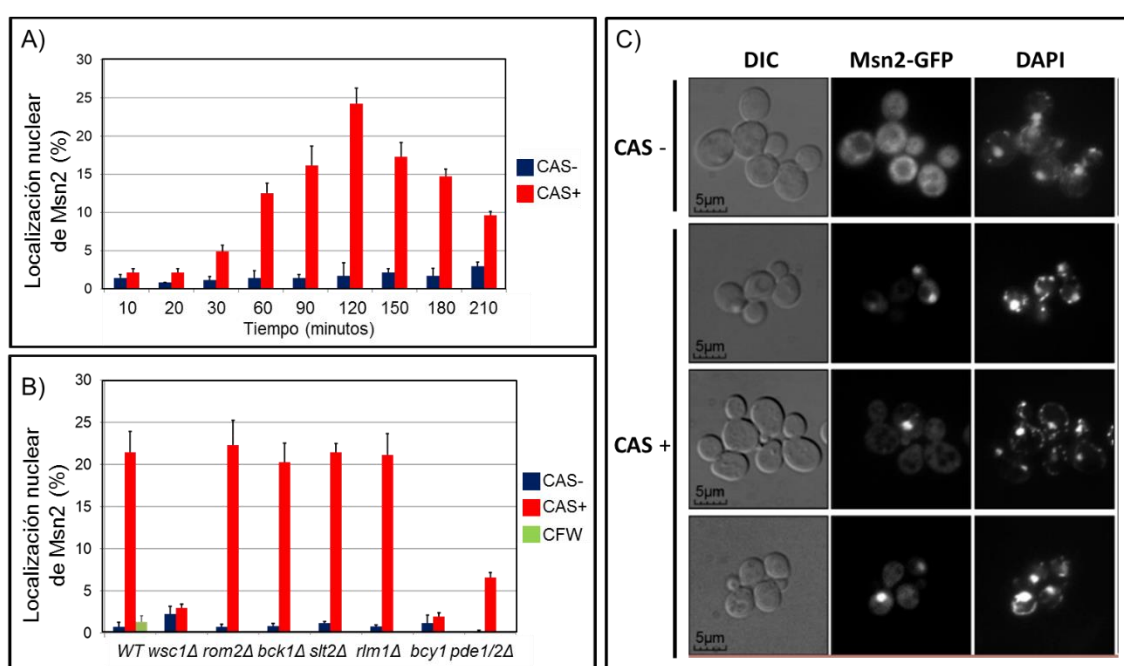 A)
Localización nuclear
de Msn2 (%)
30
25
20
15
10
5
0
10 20 30 60 90 120 150 180 210
Tiempo (minutos)
CAS-
CAS+
B)
Localización nuclear
de Msn2 (%)
30
25
20
15
10
5
0
WT wsc1Δ rom2Δ bck1Δ slt2Δ rlm1Δ bcy1 pde1/2Δ
CAS-
CAS+
CFW
C)
DIC Msn2-GFP DAPI
CAS -
5µm
CAS +
5µm
5µm
5µm